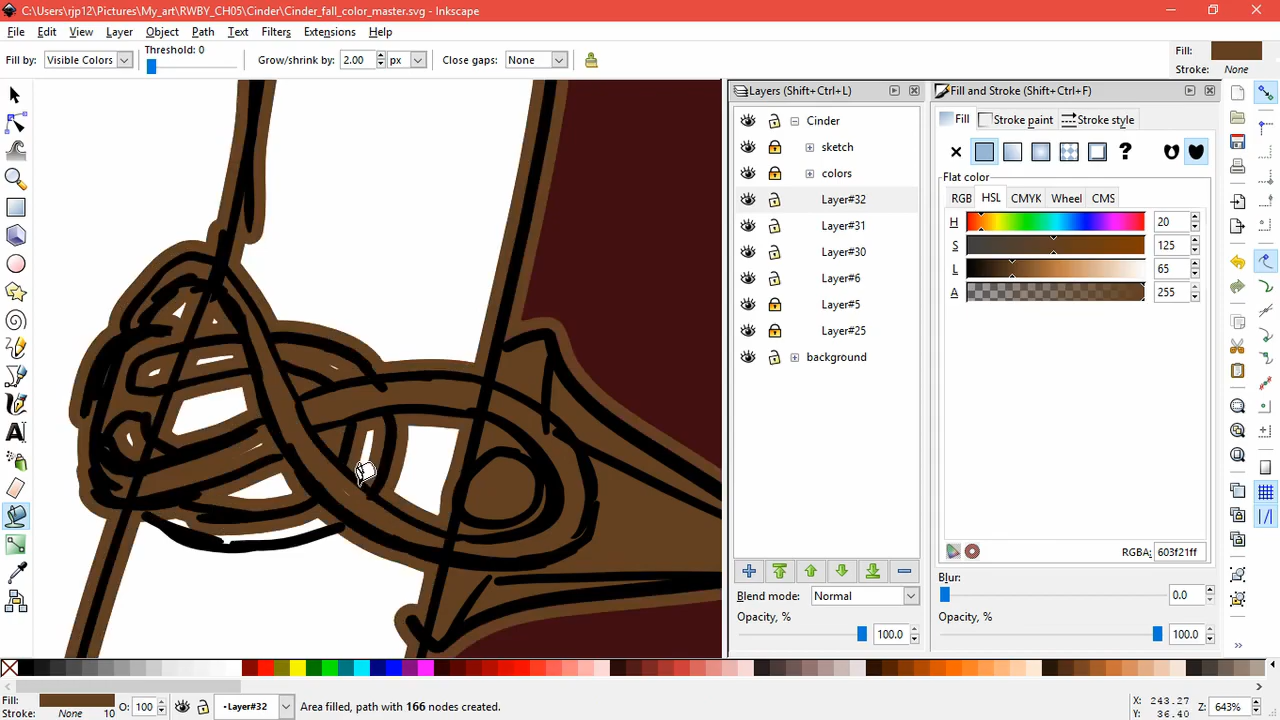 C:\Users\rjp12\Pictures\My_art\RWBY_CH05\Cinder\Cinder_fall_color_master.svg - Inkscape
File Edit View Layer Object Path Text Filters Extensions Help
Fill by: Visible Colors Threshold: 0 Grow/shrink by: 2.00 px Close gaps: None
Fill:
Stroke: None
Layers (Shift+Ctrl+L)
Cinder
sketch
colors
Layer#32
Layer#31
Layer#30
Layer#6
Layer#5
Layer#25
background
Blend mode: Normal
Opacity, % 100.0
Fill and Stroke (Shift+Ctrl+F)
Fill Stroke paint Stroke style
?
Flat color
RGB HSL CMYK Wheel CMS
H 20
S 125
L 65
A 255
RGBA: 603f21ff
Blur:
0.0
Opacity, %
100.0
Fill:
Stroke: None 10
O: 100
•Layer#32
Area filled, path with 166 nodes created.
X: 243.27
Y: 36.40
Z: 643%